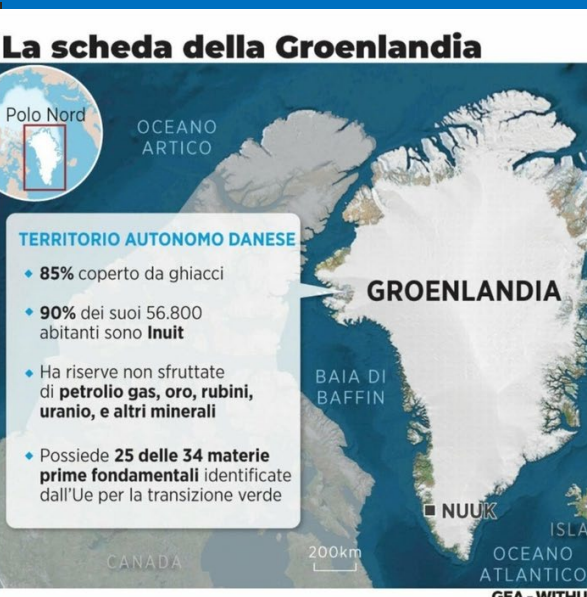 La scheda della Groenlandia
Polo Nord
OCEANO
ARTICO
TERRITORIO AUTONOMO DANESE
85% coperto da ghiacci
90% dei suoi 56.800
abitanti sono Inuit
Ha riserve non sfruttate
di petrolio gas, oro, rubini,
uranio, e altri minerali
Possiede 25 delle 34 materie
prime fondamentali identificate
dall'Ue per la transizione verde
GROENLANDIA
BAIA DI
BAFFIN
NUUK
200km
CANADA
ISLA
OCEANO
ATLANTICO
GEA - WITHU